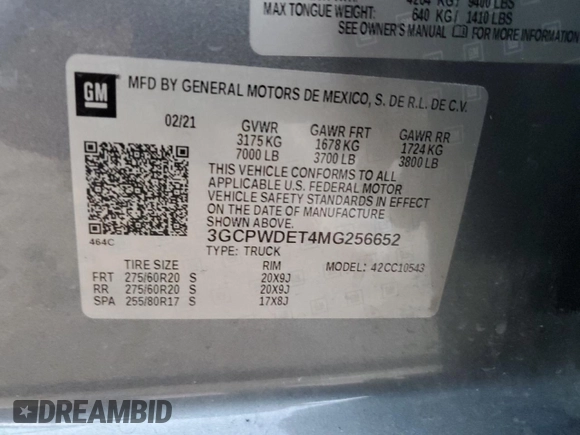 4264 KG / 9400 LBS
MAX TONGUE WEIGHT: 640 KG / 1410 LBS
SEE OWNER'S MANUAL FOR MORE INFORMATION
GM
MFD BY GENERAL MOTORS DE MEXICO, S. DE R.L. DE C.V.
02/21 GVWR GAWR FRT GAWR RR
3175 KG 1678 KG 1724 KG
7000 LB 3700 LB 3800 LB
THIS VEHICLE CONFORMS TO ALL
APPLICABLE U.S. FEDERAL MOTOR
VEHICLE SAFETY STANDARDS IN EFFECT
ON THE DATE OF MANUFACTURE
SHOWN ABOVE.
464C
3GCPWDET4MG256652
TYPE: TRUCK MODEL: 42CC10543
TIRE SIZE RIM
FRT 275/60R20 S 20X9J
RR 275/60R20 S 20X9J
SPA 255/80R17 S 17X8J
DREAMBID